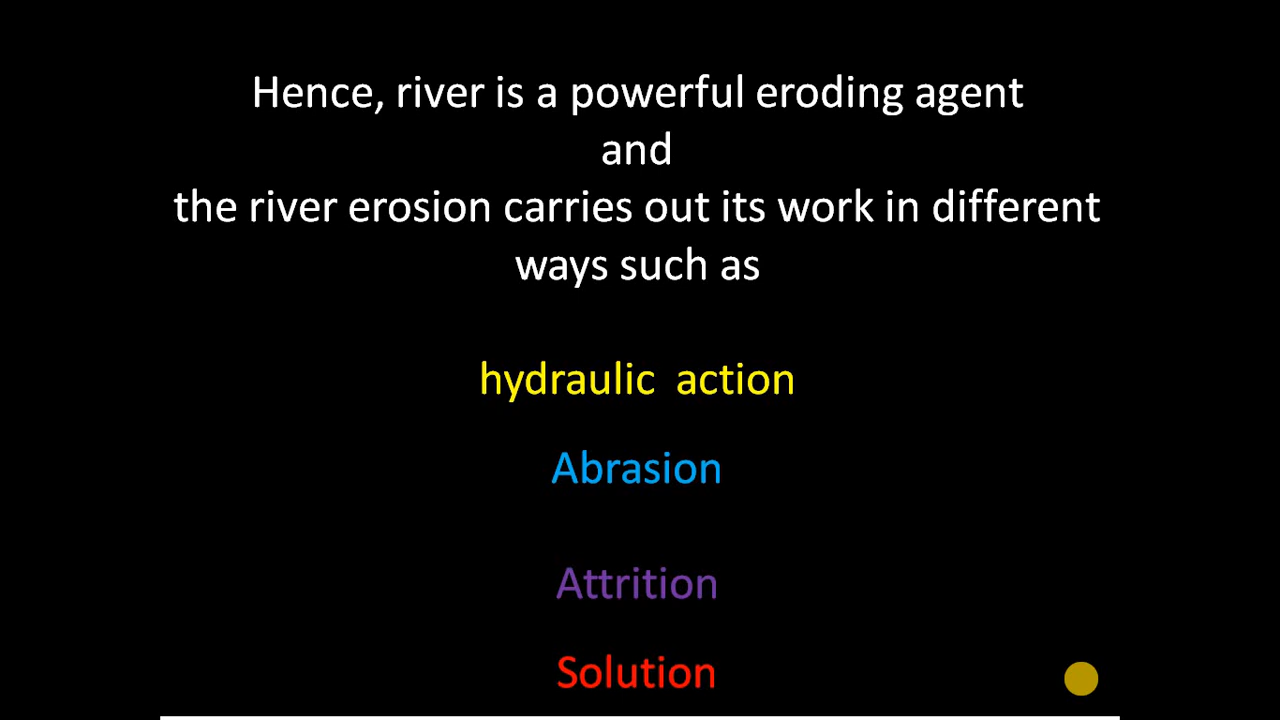 Hence, river is a powerful eroding agent
and
the river erosion carries out its work in different
ways such as
hydraulic action
Abrasion
Attrition
Solution